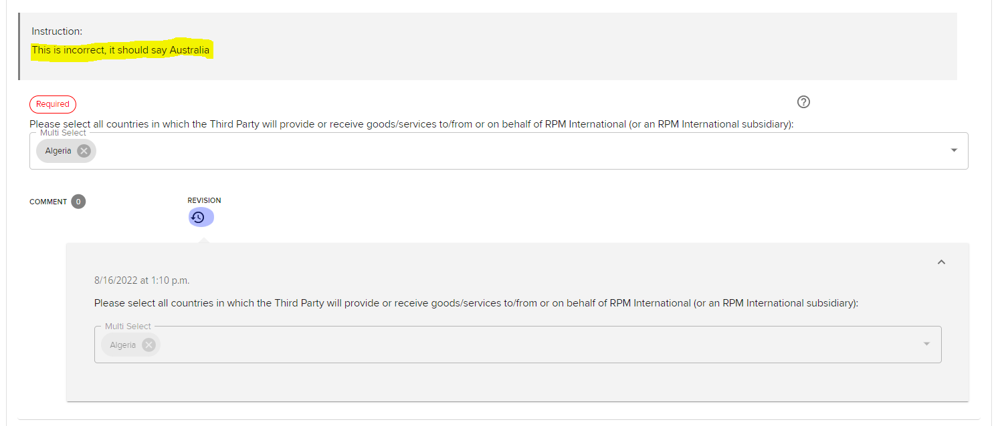 Instruction:
This is incorrect, it should say Australia
Required
Please select all countries in which the Third Party will provide or receive goods/services to/from or on behalf of RPM International (or an RPM International subsidiary):
Multi Select
Algeria
COMMENT 0
REVISION
8/16/2022 at 1:10 p.m.
Please select all countries in which the Third Party will provide or receive goods/services to/from or on behalf of RPM International (or an RPM International subsidiary):
Multi Select
Algeria